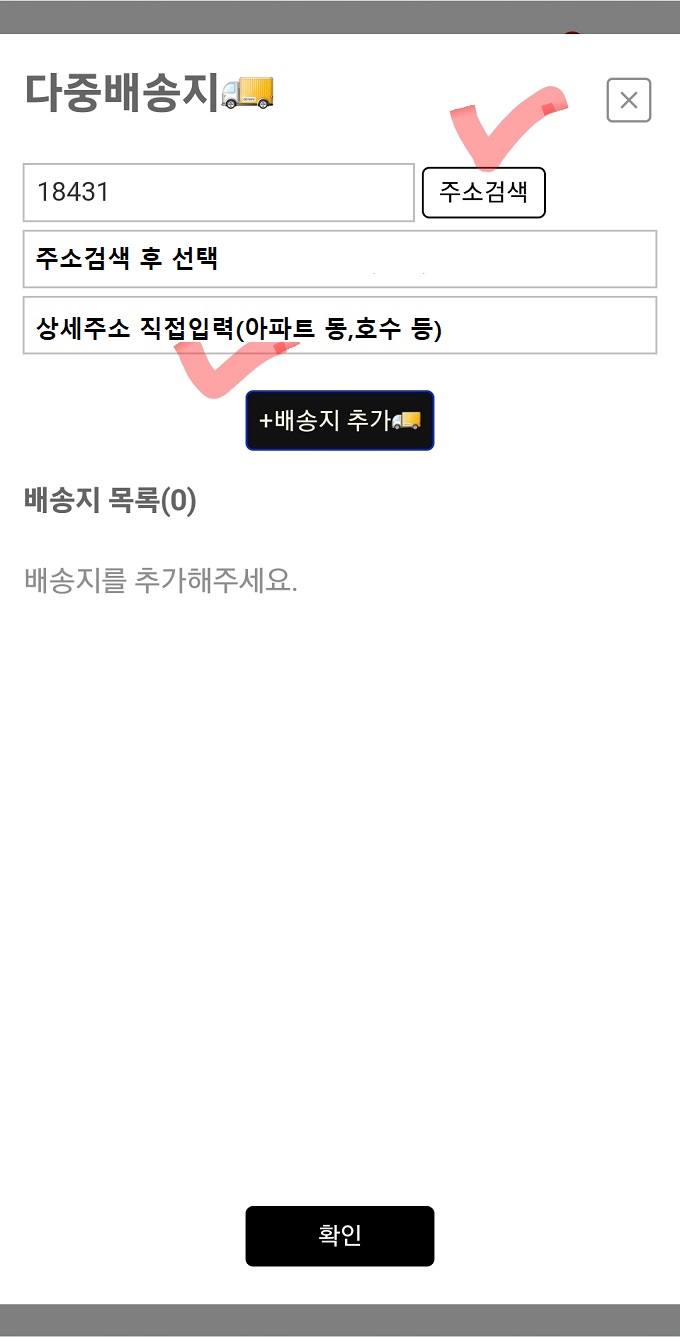 다중배송지🚚
18431
주소검색
주소검색 후 선택
상세주소 직접입력(아파트 동,호수 등)
+배송지 추가🚚
배송지 목록(0)
배송지를 추가해주세요.
확인